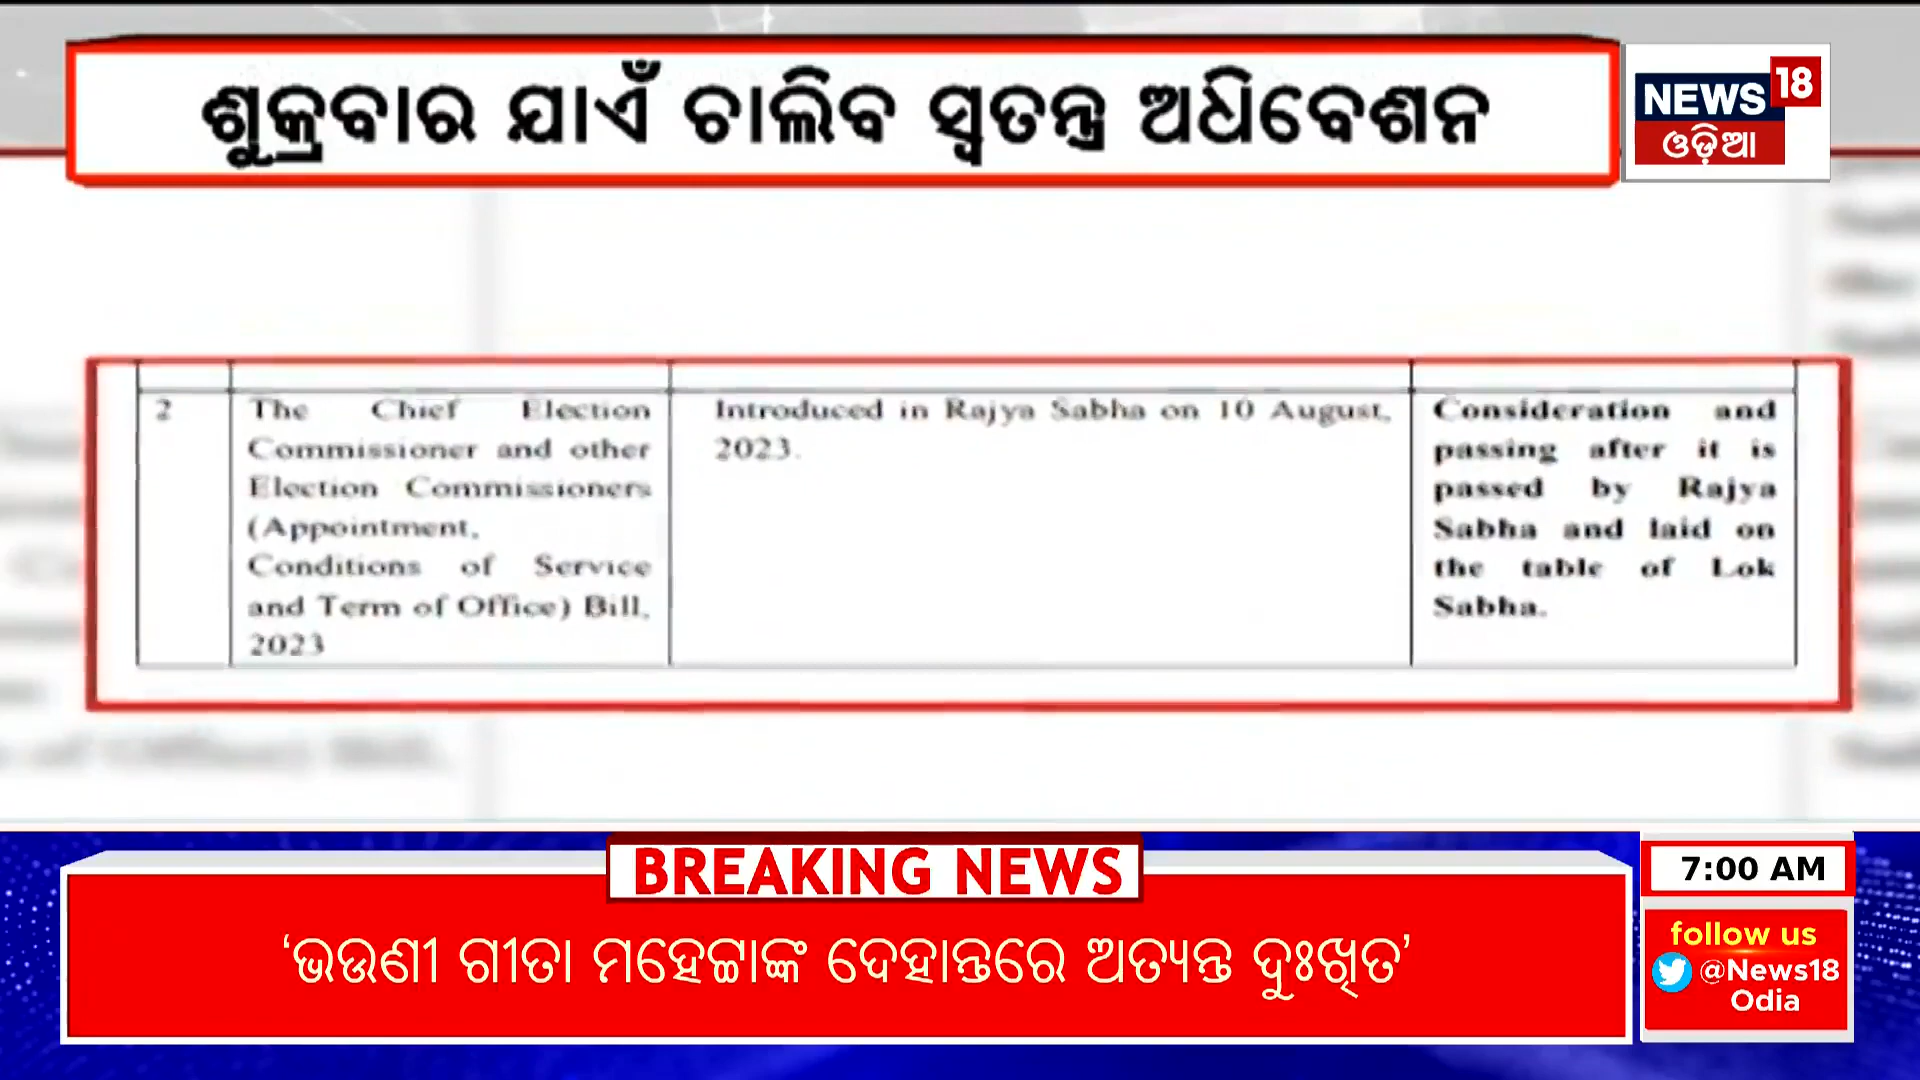 ଶୁକ୍ରବାର ଯାଏଁ ଚାଲିବ ସ୍ୱତନ୍ତ୍ର ଅଧିବେଶନ
NEWS 18
ଓଡ଼ିଆ
2
The Chief Election
Commissioner and other
Election Commissioners
(Appointment,
Conditions of Service
and Term of Office) Bill,
2023
Introduced in Rajya Sabha on 10 August,
2023.
Consideration and
passing after it is
passed by Rajya
Sabha and laid on
the table of Lok
Sabha.
BREAKING NEWS
‘ଭଉଣୀ ଗୀତା ମହେଟ୍ଟାଙ୍କ ଦେହାନ୍ତରେ ଅତ୍ୟନ୍ତ ଦୁଃଖିତ’
7:00 AM
follow us
@News18
Odia